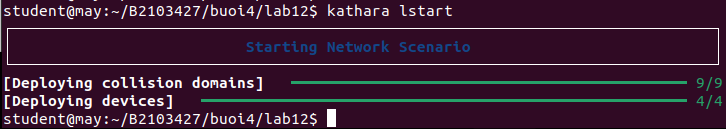 student@may:~/B2103427/buoi4/lab12$ kathara lstart
Starting Network Scenario
[Deploying collision domains] 9/9
[Deploying devices] 4/4
student@may:~/B2103427/buoi4/lab12$